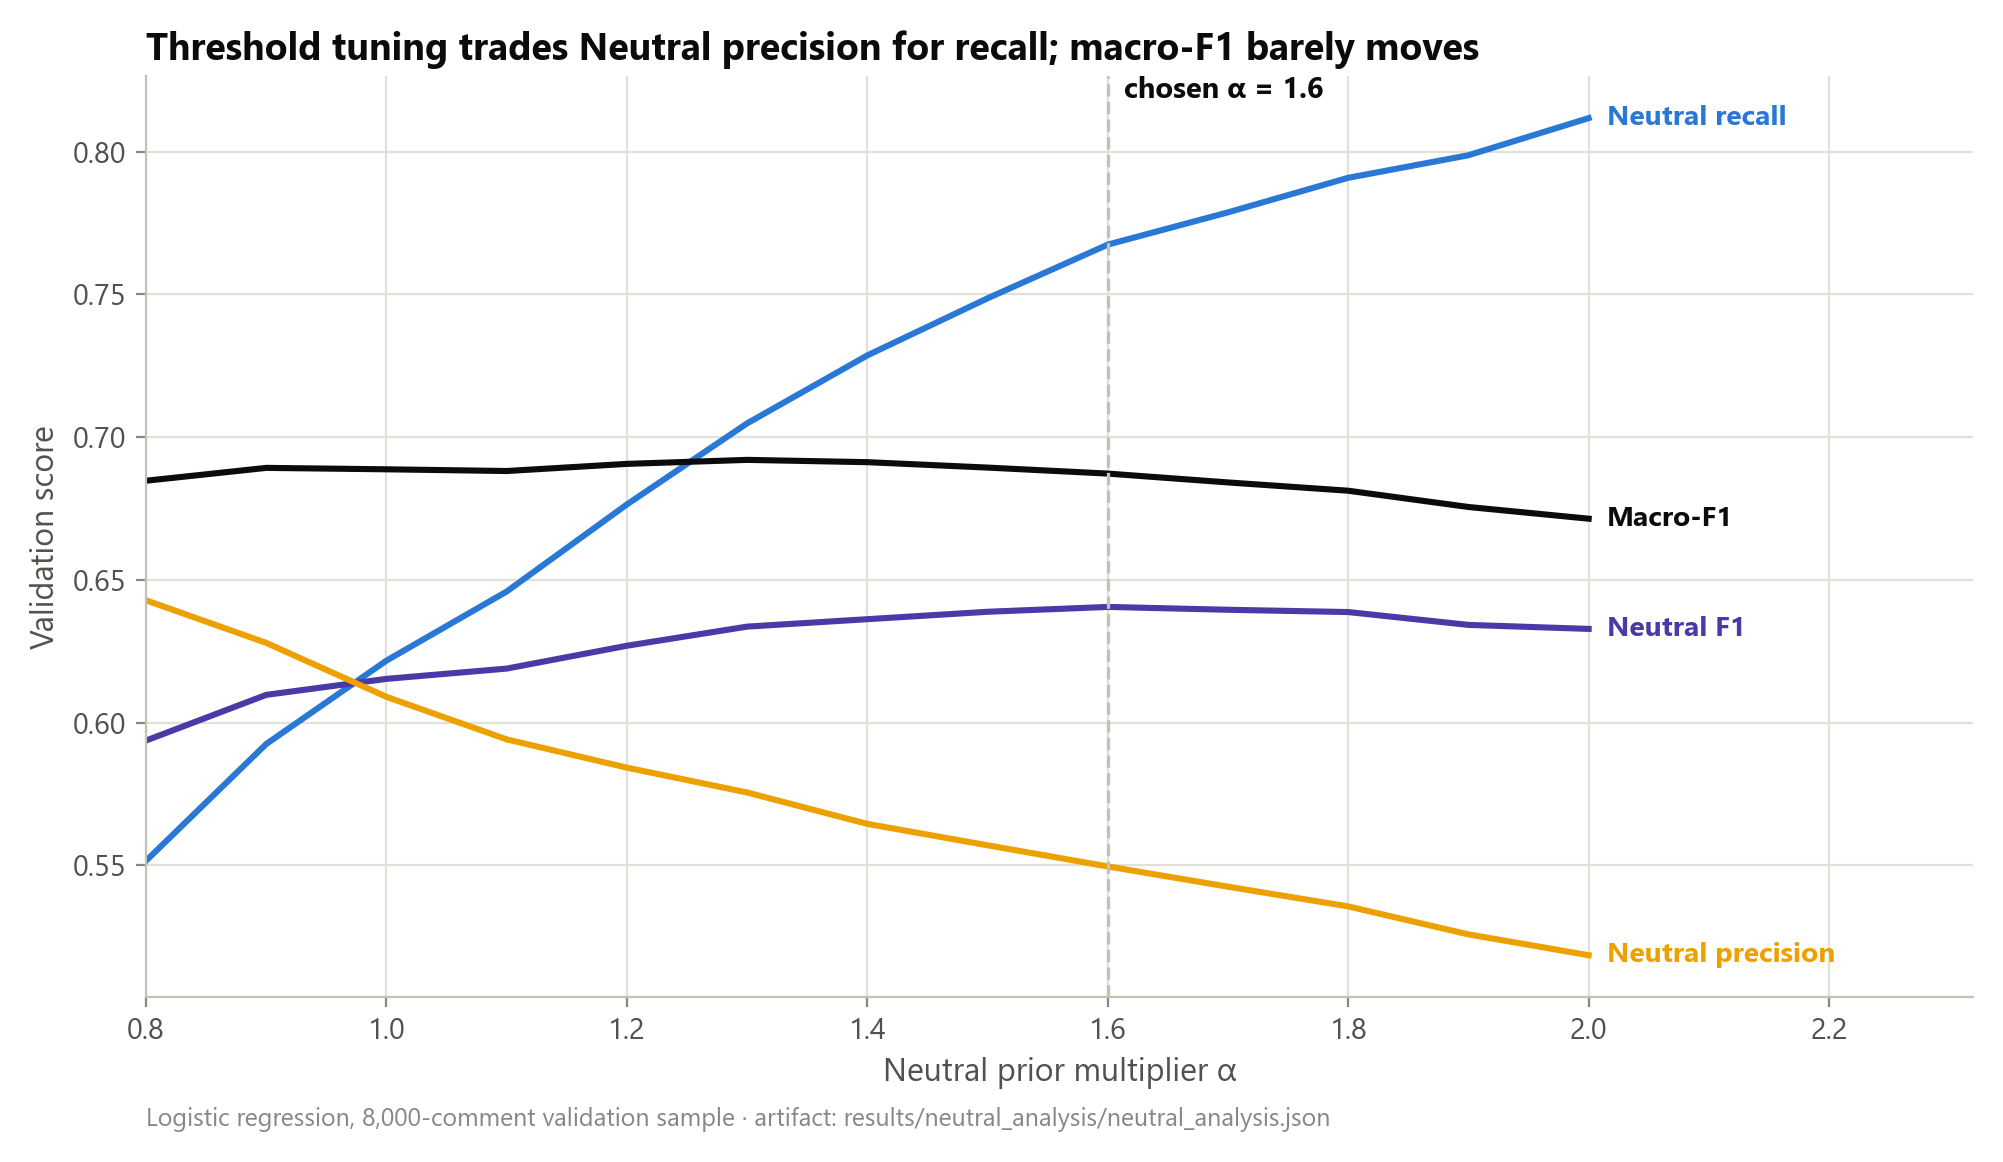 Threshold tuning trades Neutral precision for recall; macro-F1 barely moves
chosen α = 1.6
Neutral recall
Macro-F1
Neutral F1
Neutral precision
Validation score
0.80
0.75
0.70
0.65
0.60
0.55
0.8 1.0 1.2 1.4 1.6 1.8 2.0 2.2
Neutral prior multiplier α
Logistic regression, 8,000-comment validation sample · artifact: results/neutral_analysis/neutral_analysis.json